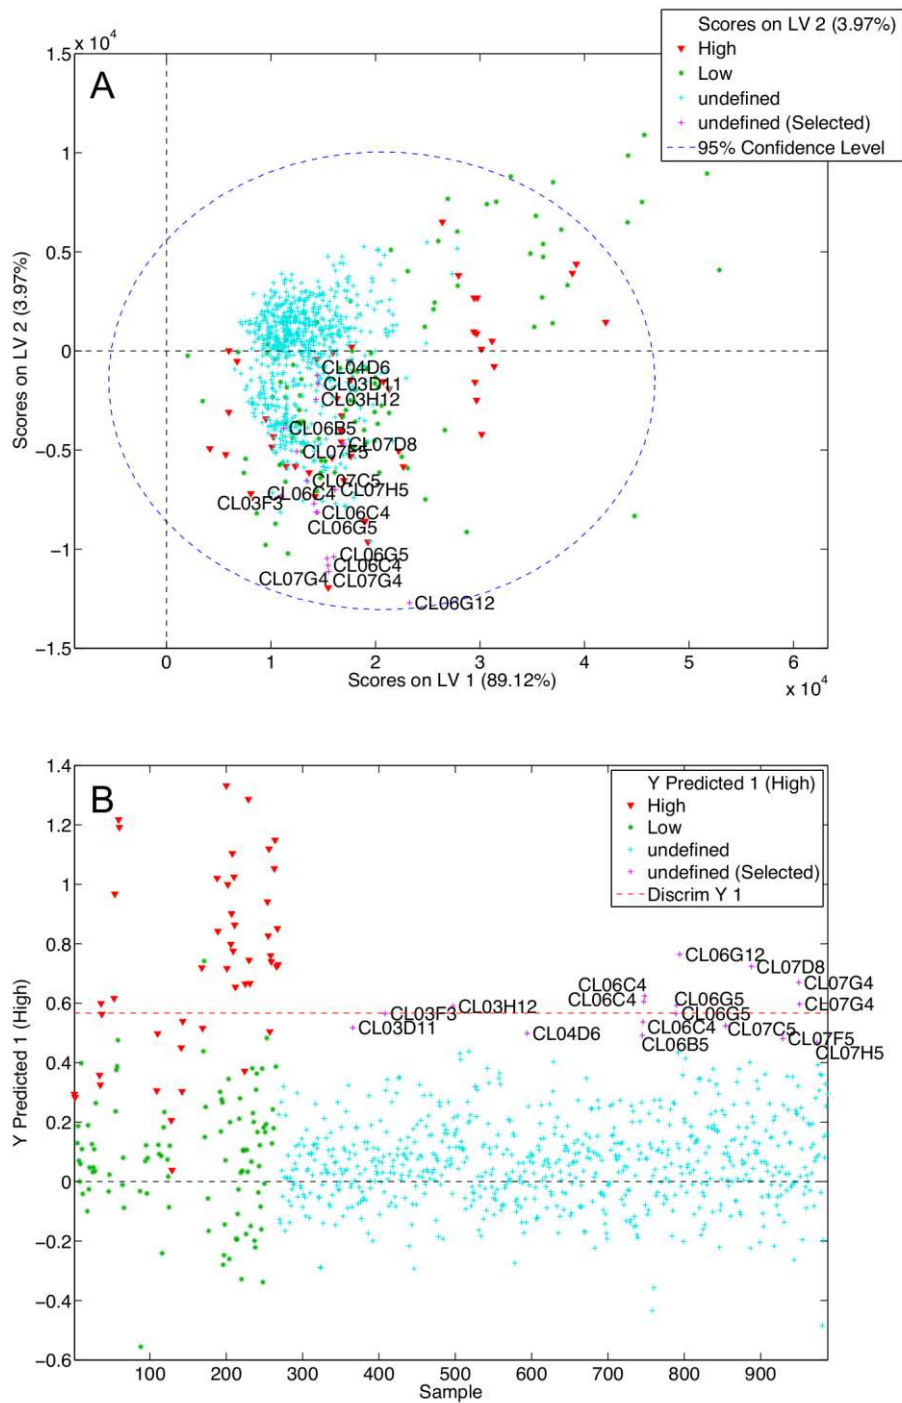 x 10⁴
Scores on LV 2 (3.97%)
High
Low
undefined
undefined (Selected)
95% Confidence Level
A
1.5
1
0.5
0
−0.5
−1
−1.5
Scores on LV 2 (3.97%)
CL04D6
CL03D11
CL03H12
CL06B5
CL07D8
CL07F5
CL07C5
CL07H5
CL06C4
CL03F3
CL06C4
CL06G5
CL06G5
CL06C4
CL07G4
CL07G4
CL06G12
0 1 2 3 4 5 6
Scores on LV 1 (89.12%)
x 10⁴
B
Y Predicted 1 (High)
High
Low
undefined
undefined (Selected)
Discrim Y 1
1.4
1.2
1
0.8
0.6
0.4
0.2
0
−0.2
−0.4
−0.6
Y Predicted 1 (High)
CL06G12
CL07D8
CL06C4
CL07G4
CL06C4
CL03H12
CL06G5
CL07G4
CL03F3
CL06G5
CL03D11
CL06C4
CL07C5
CL04D6
CL06B5
CL07F5
CL07H5
100 200 300 400 500 600 700 800 900
Sample